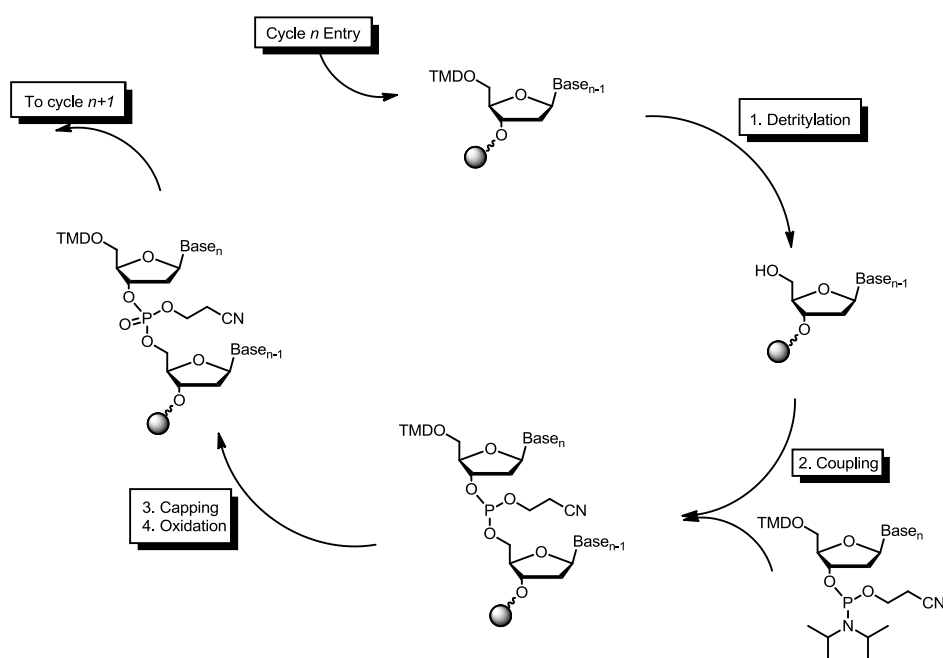 Cycle n Entry
TMDO
O
Base n-1
O
1. Detritylation
To cycle n+1
HO
O
Base n-1
O
TMDO
O
Base n
O
O
O=P
CN
O
O
Base n-1
O
2. Coupling
TMDO
O
Base n
O
P
O
CN
O
O
Base n-1
O
3. Capping
4. Oxidation
TMDO
O
Base n
O
P
O
CN
N